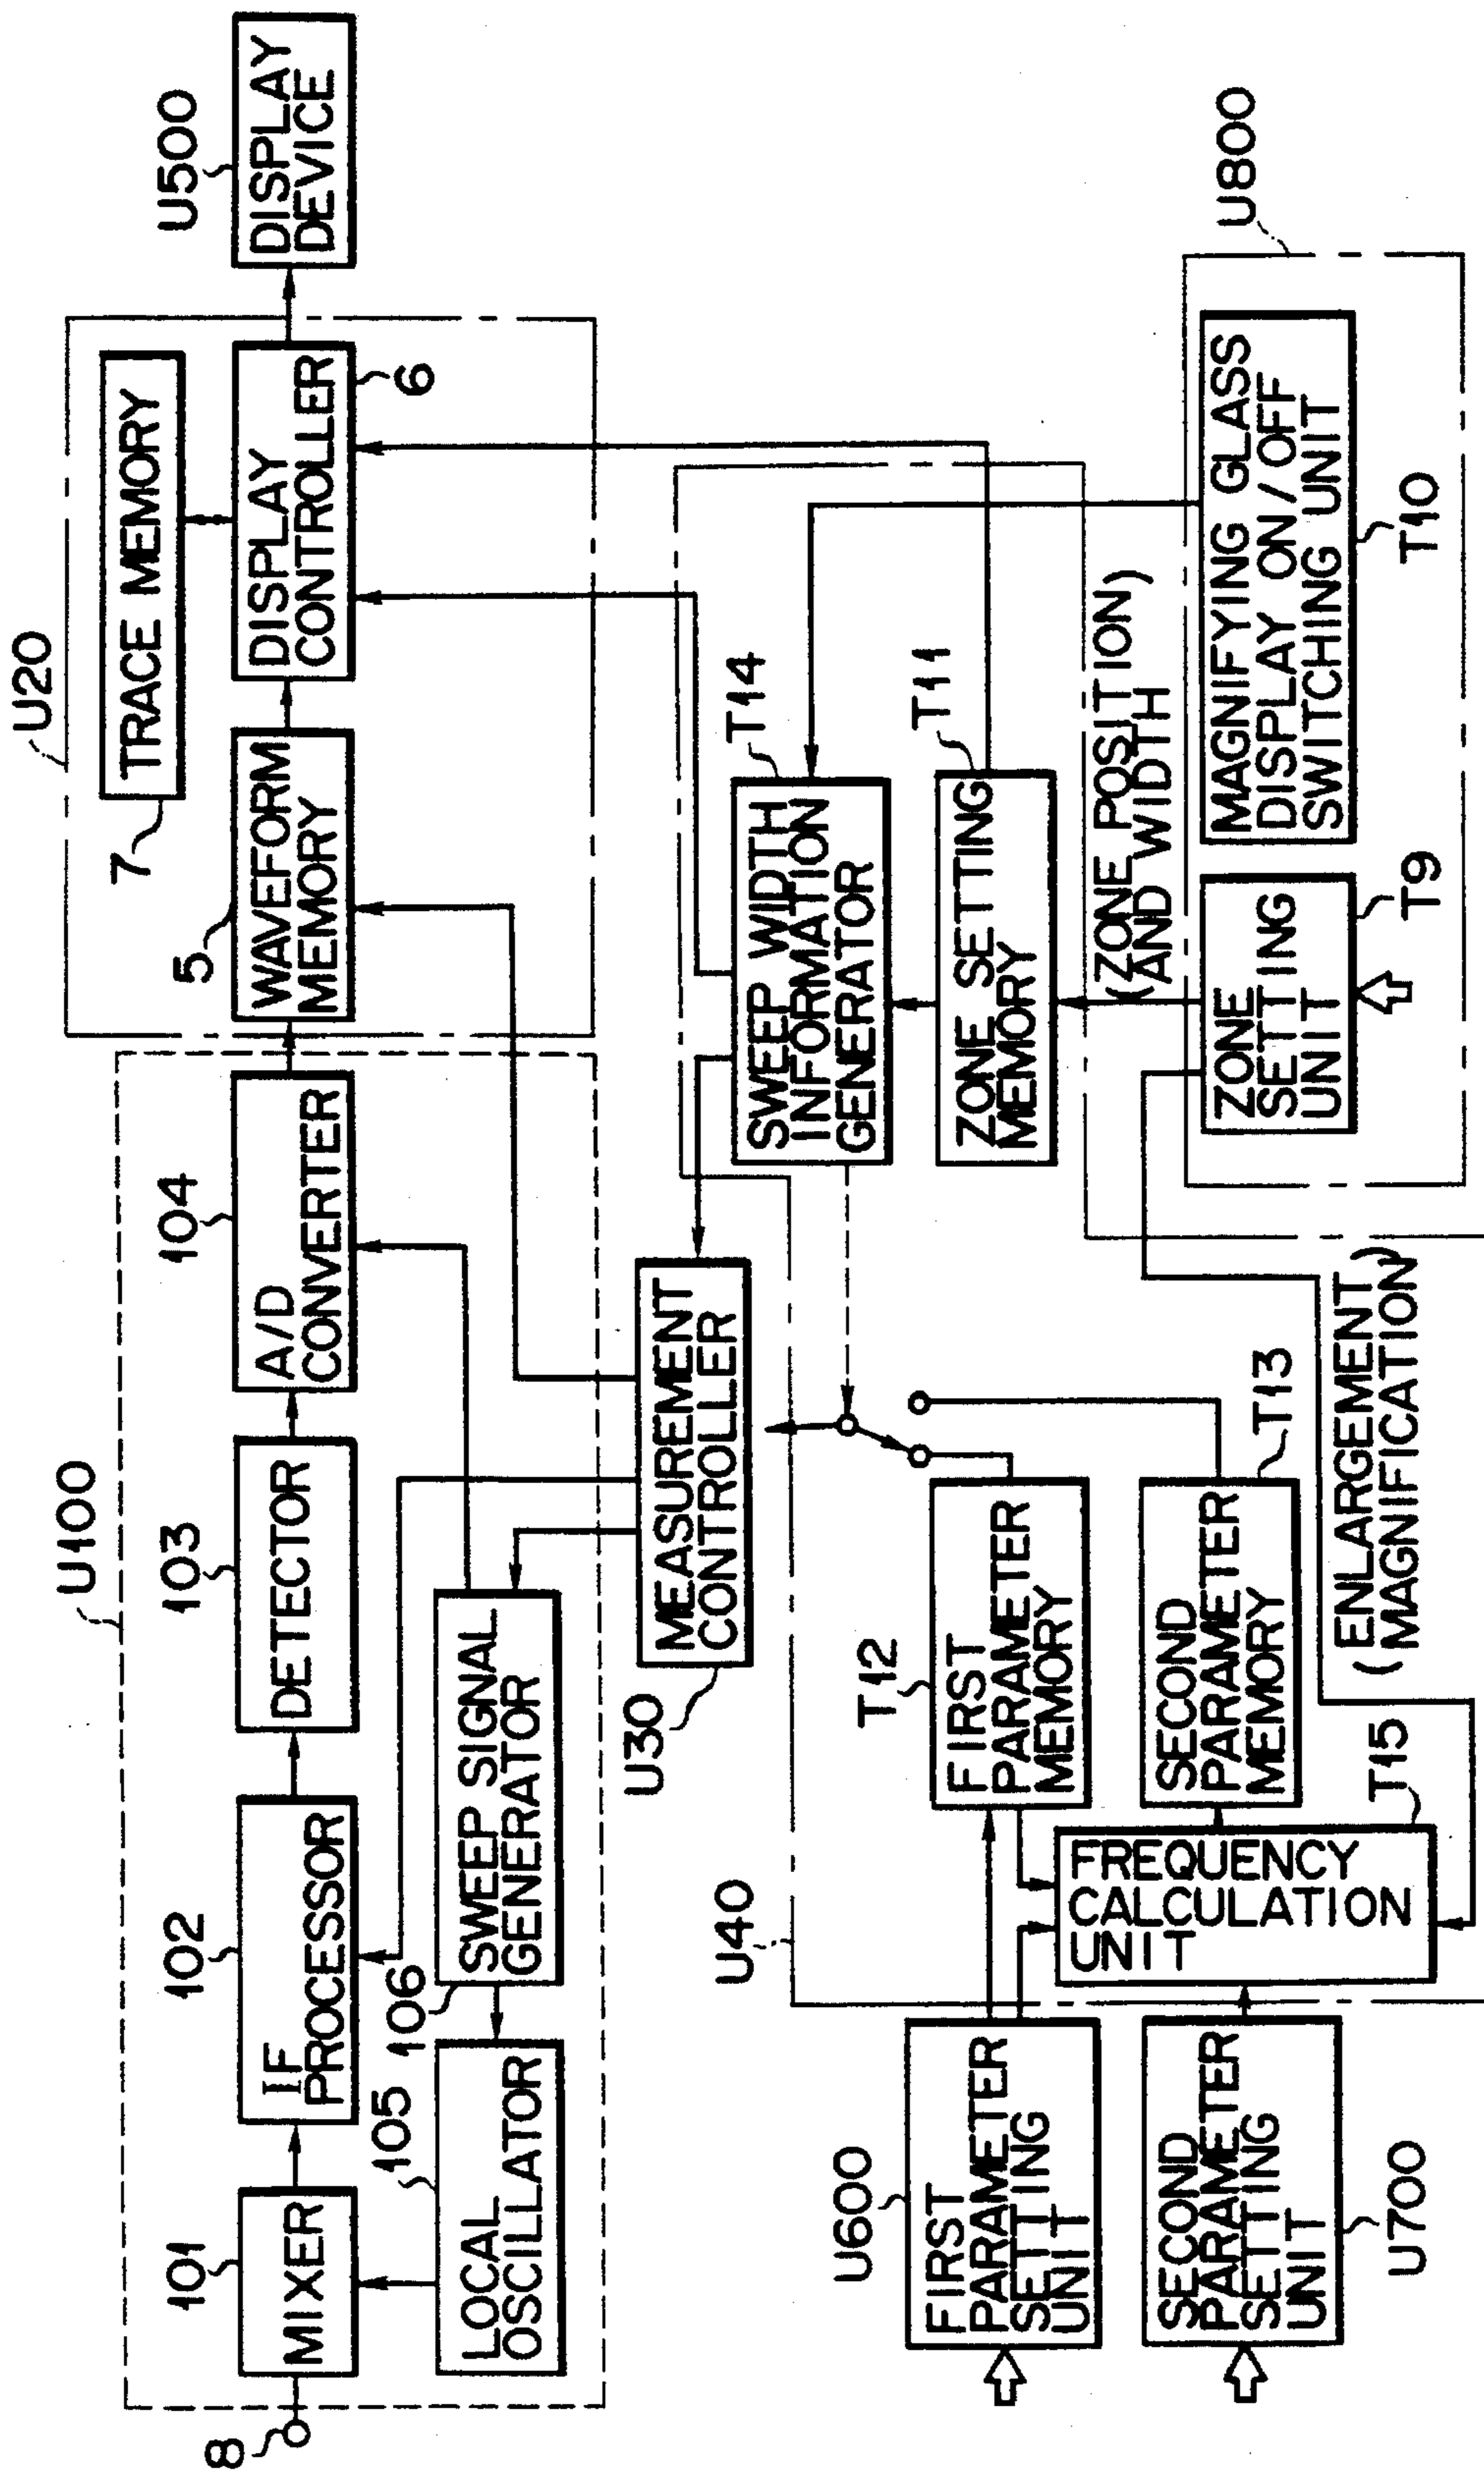 U100
U20
101
MIXER
102
IF
PROCESSOR
103
DETECTOR
104
A/D
CONVERTER
5
WAVEFORM
MEMORY
7
TRACE MEMORY
DISPLAY
CONTROLLER
6
U500
DISPLAY
DEVICE
8
105
LOCAL
OSCILLATOR
106
SWEEP SIGNAL
GENERATOR
U30
MEASUREMENT
CONTROLLER
T14
SWEEP WIDTH
INFORMATION
GENERATOR
T11
ZONE SETTING
MEMORY
(ZONE POSITION)
(AND WIDTH
U40
T12
FIRST
PARAMETER
MEMORY
SECOND
PARAMETER
MEMORY
T13
FREQUENCY
CALCULATION
UNIT
T15
(ENLARGEMENT)
(MAGNIFICATION)
U600
FIRST
PARAMETER
SETTING
UNIT
SECOND
PARAMETER
SETTING
UNIT
U700
U800
ZONE
SETTING
UNIT
T9
MAGNIFYING GLASS
DISPLAY ON/OFF
SWITCHING UNIT
T10